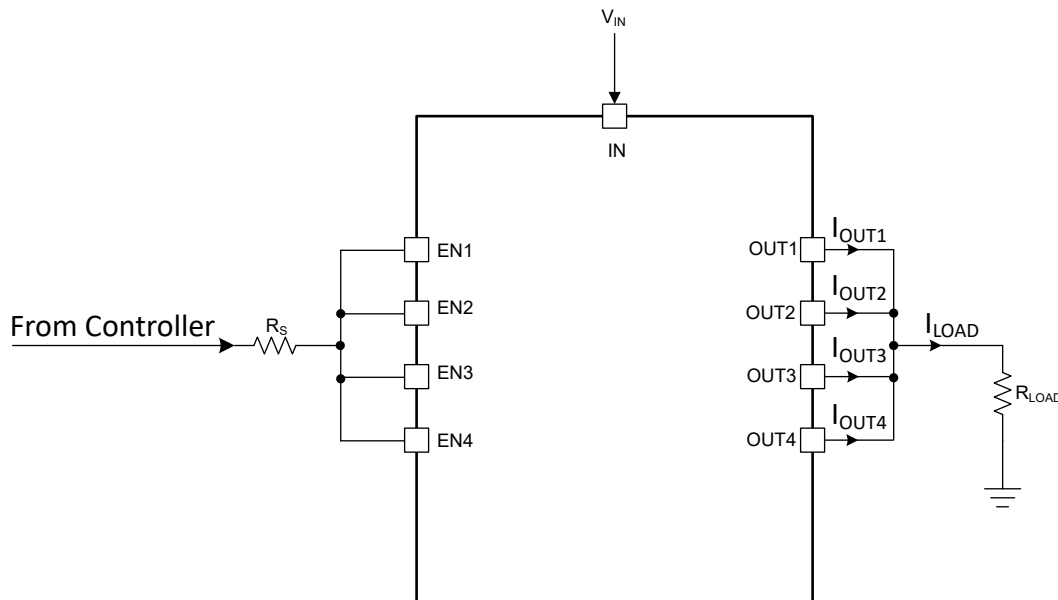 V_IN
IN
EN1
OUT1
I_OUT1
EN2
OUT2
I_OUT2
From Controller
R_S
I_LOAD
EN3
OUT3
I_OUT3
R_LOAD
EN4
OUT4
I_OUT4